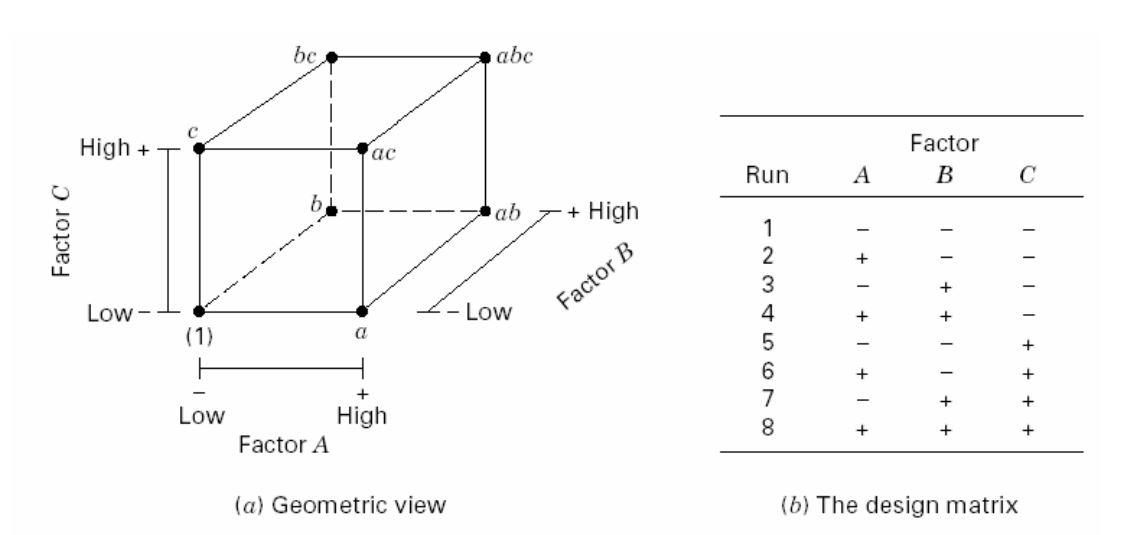 bc
abc
c
ac
High +
Factor C
b
ab
+ High
Factor B
Low –
– Low
(1)
a
– +
Low High
Factor A
(a) Geometric view
Factor
Run A B C
1 – – –
2 + – –
3 – + –
4 + + –
5 – – +
6 + – +
7 – + +
8 + + +
(b) The design matrix